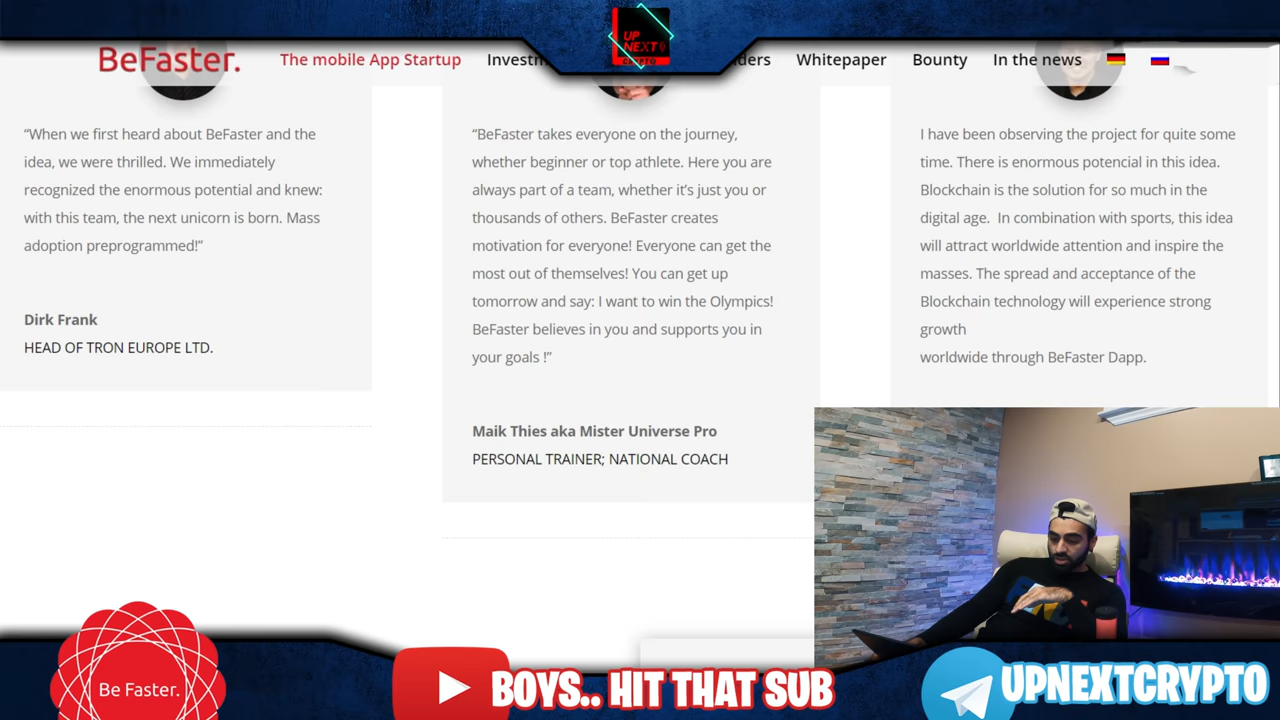 UP
NEXT
CRYPTO
BeFaster.
The mobile App Startup
Whitepaper
Bounty
In the news
“When we first heard about BeFaster and the
idea, we were thrilled. We immediately
recognized the enormous potential and knew:
with this team, the next unicorn is born. Mass
adoption preprogrammed!”
Dirk Frank
HEAD OF TRON EUROPE LTD.
“BeFaster takes everyone on the journey,
whether beginner or top athlete. Here you are
always part of a team, whether it’s just you or
thousands of others. BeFaster creates
motivation for everyone! Everyone can get the
most out of themselves! You can get up
tomorrow and say: I want to win the Olympics!
BeFaster believes in you and supports you in
your goals !”
Maik Thies aka Mister Universe Pro
PERSONAL TRAINER; NATIONAL COACH
I have been observing the project for quite some
time. There is enormous potencial in this idea.
Blockchain is the solution for so much in the
digital age. In combination with sports, this idea
will attract worldwide attention and inspire the
masses. The spread and acceptance of the
Blockchain technology will experience strong
growth
worldwide through BeFaster Dapp.
Be Faster.
BOYS.. HIT THAT SUB
UPNEXTCRYPTO